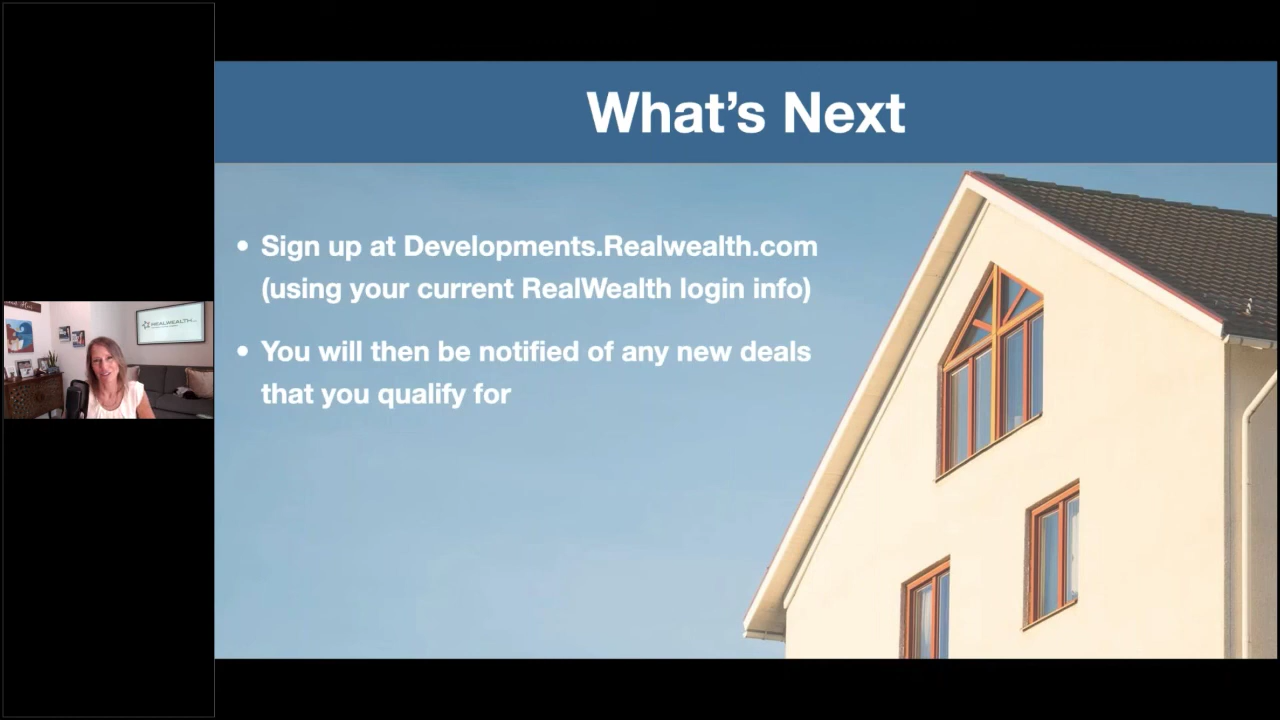 What's Next
• Sign up at Developments.Realwealth.com
(using your current RealWealth login info)
• You will then be notified of any new deals
that you qualify for
REALWEALTH